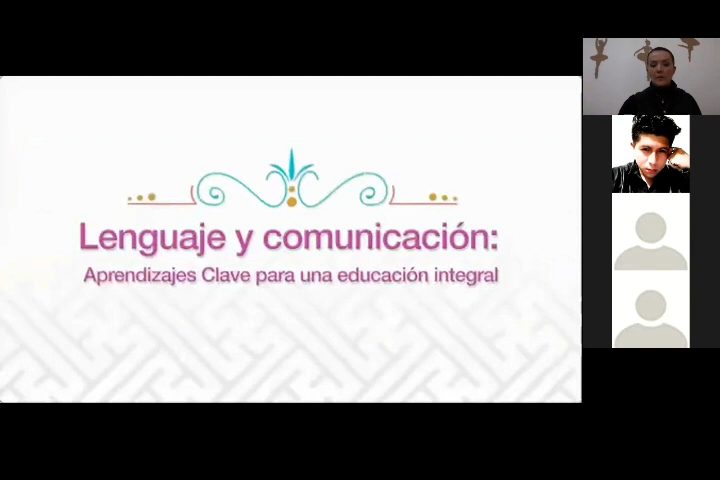 Lenguaje y comunicación:
Aprendizajes Clave para una educación integral